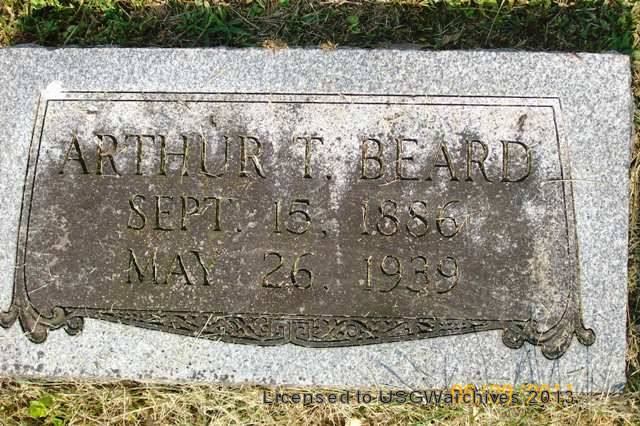 ARTHUR T. BEARD
SEPT. 15, 1886
MAY 26, 1939
Licensed to USGWarchives 2013